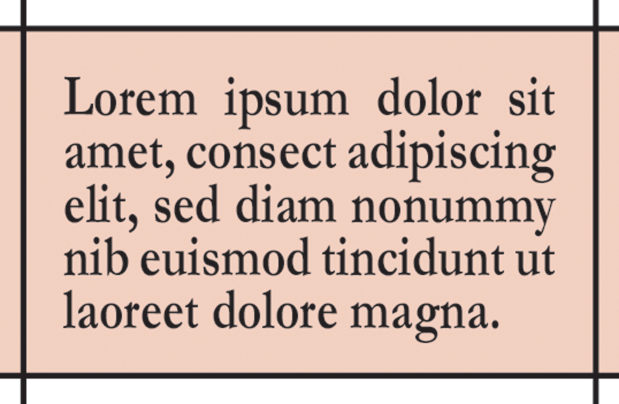 Lorem ipsum dolor sit
amet, consect adipiscing
elit, sed diam nonummy
nib euismod tincidunt ut
laoreet dolore magna.